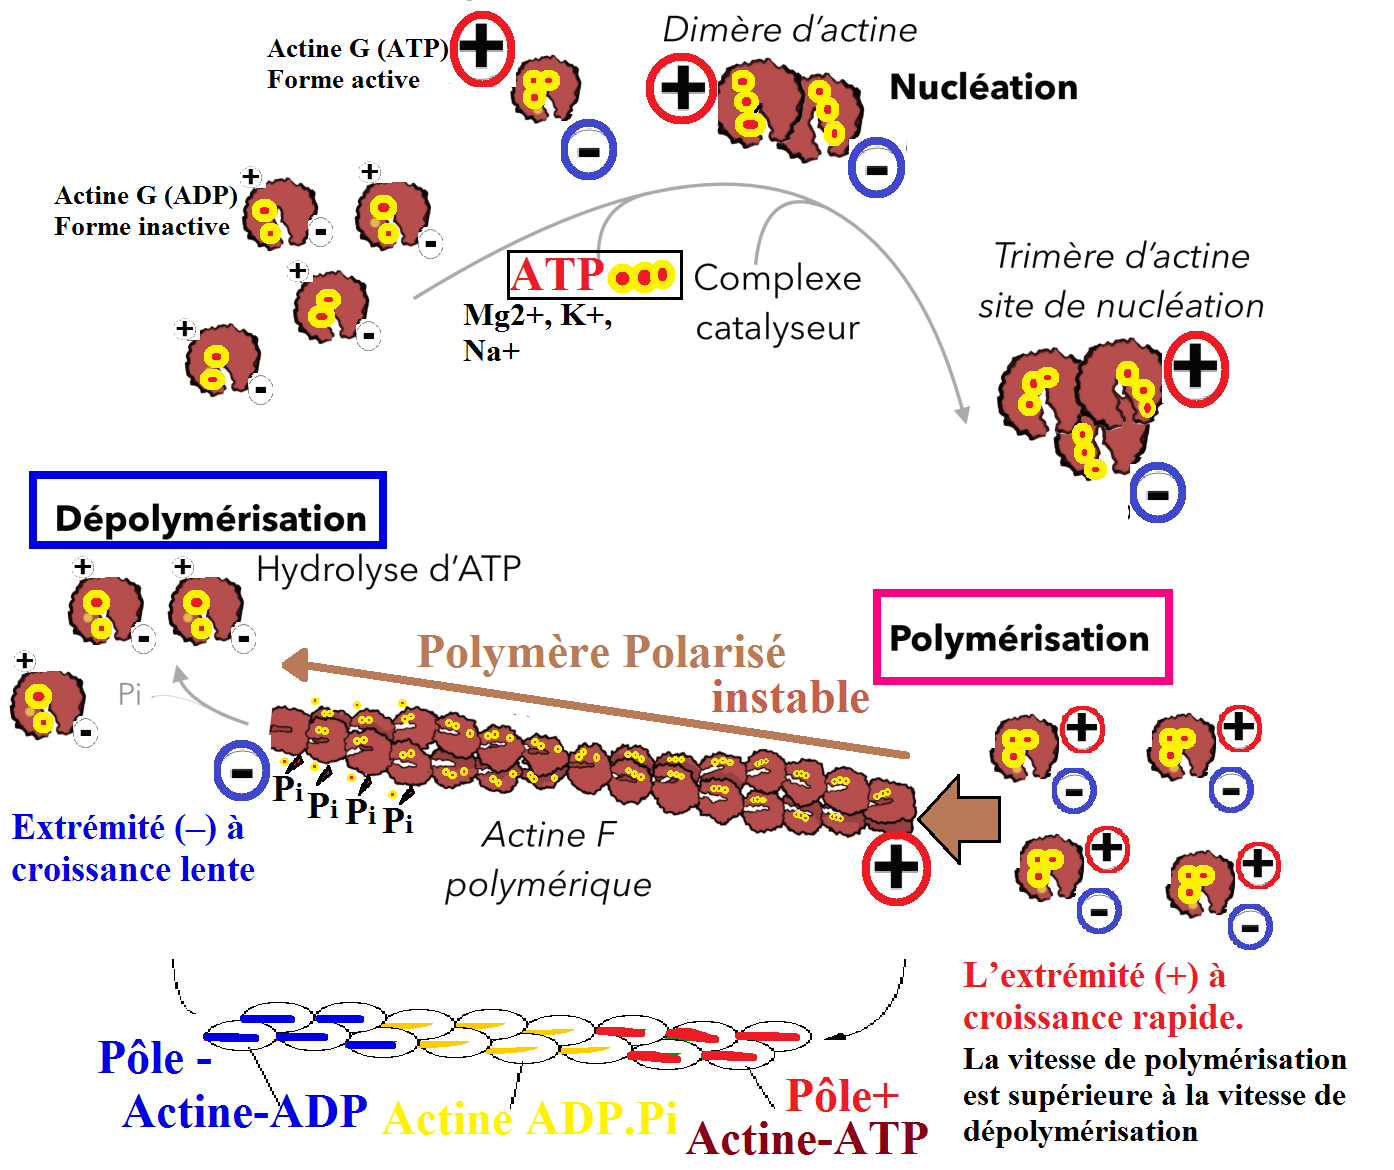 Actine G (ATP)
Forme active
+
-
Dimère d'actine
Nucléation
+
-
Actine G (ADP)
Forme inactive
+
-
+
-
+
-
+
-
ATP
Mg2+, K+,
Na+
Complexe
catalyseur
Trimère d'actine
site de nucléation
+
-
Dépolymérisation
Hydrolyse d'ATP
+
-
+
-
+
-
Pi
Polymère Polarisé
instable
Polymérisation
+
-
+
-
+
-
+
-
-
Pi
Pi
Pi
Pi
+
Extrémité (–) à
croissance lente
Actine F
polymérique
L'extrémité (+) à
croissance rapide.
La vitesse de polymérisation
est supérieure à la vitesse de
dépolymérisation
Pôle -
Actine-ADP
Actine ADP.Pi
Pôle+
Actine-ATP